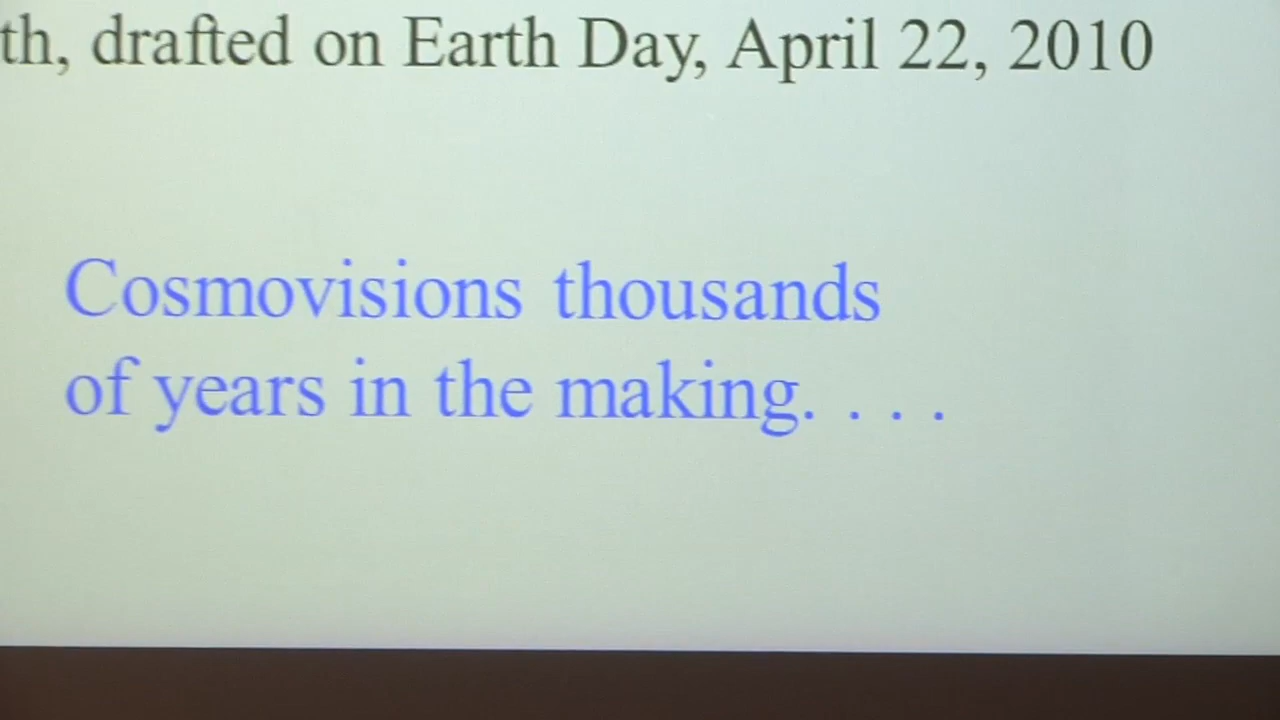 th, drafted on Earth Day, April 22, 2010
Cosmovisions thousands
of years in the making. . . .